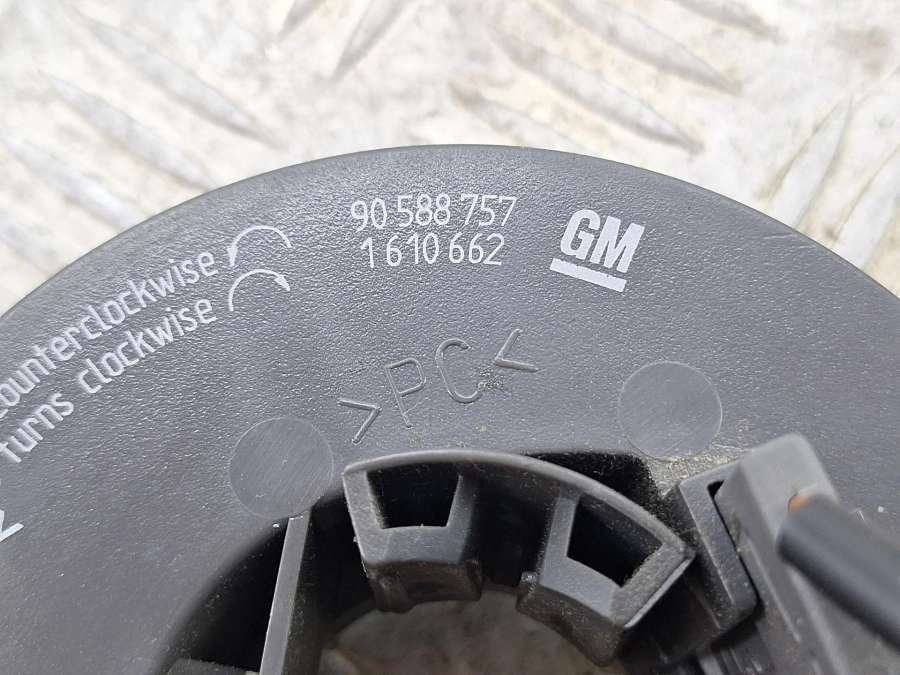 90 588 757
1 610 662
GM
counterclockwise
turns clockwise
>PC<